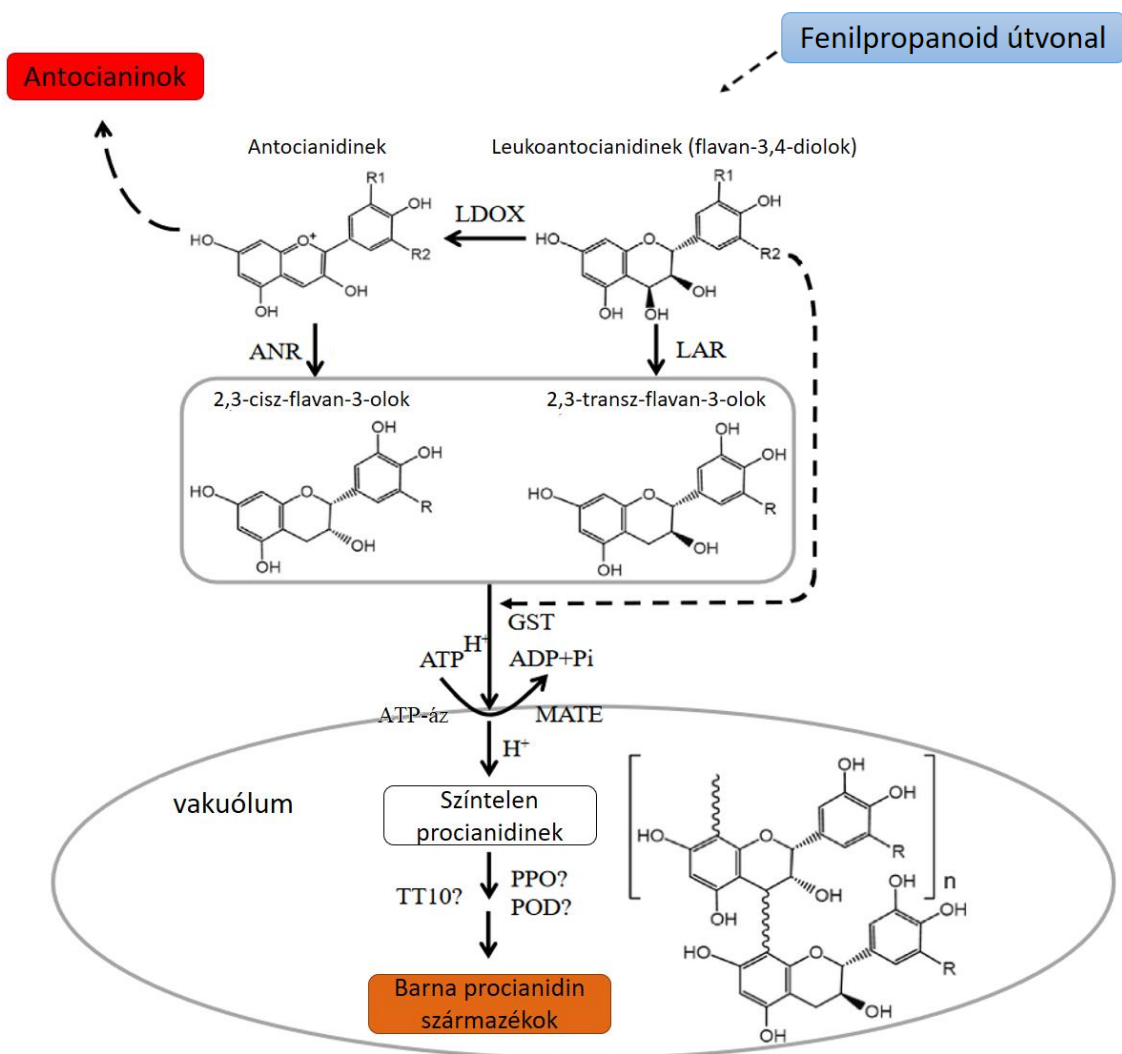 Fenilpropanoid útvonal
Antocianinok
Antocianidinek
Leukoantocianidinek (flavan-3,4-diolok)
R1
OH
R2
HO
O+
OH
OH
LDOX
R1
OH
R2
HO
O
OH
OH
OH
ANR
LAR
2,3-cisz-flavan-3-olok
2,3-transz-flavan-3-olok
OH
OH
HO
O
R
OH
OH
OH
OH
HO
O
R
OH
OH
GST
H+
ATP
ADP+Pi
ATP-áz
MATE
H+
vakuólum
Színtelen
procianidinek
TT10?
PPO?
POD?
Barna procianidin
származékok
OH
OH
HO
O
R
OH
OH
n
OH
OH
HO
O
R
OH
OH